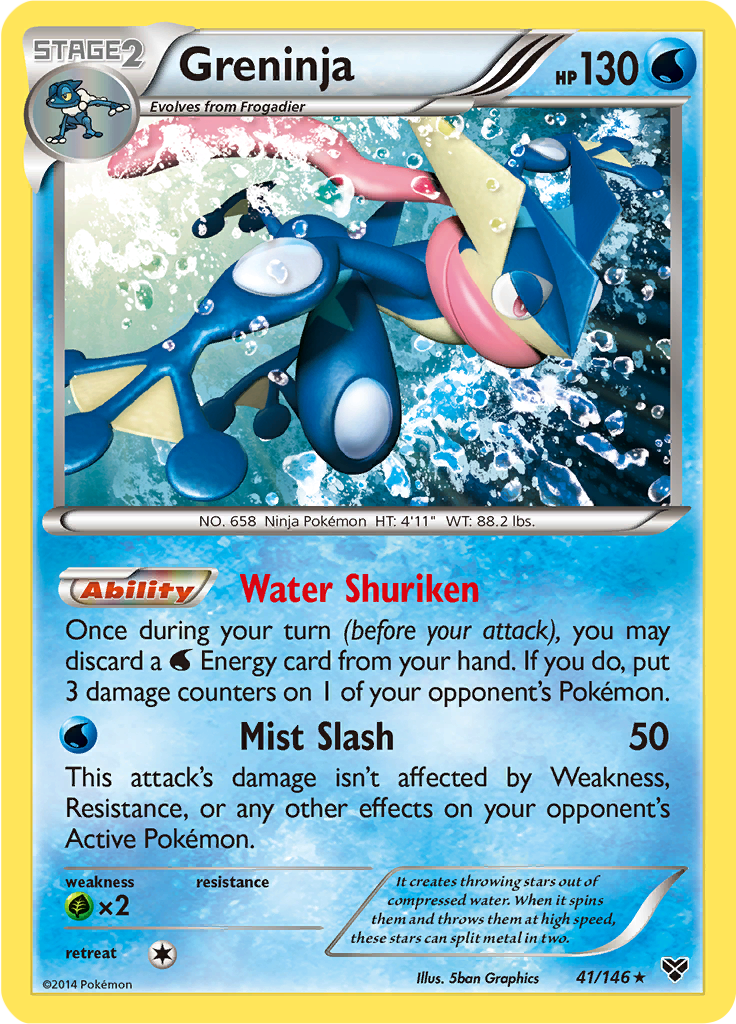 STAGE2
Greninja
HP 130
Evolves from Frogadier
NO. 658 Ninja Pokémon HT: 4'11" WT: 88.2 lbs.
Ability Water Shuriken
Once during your turn (before your attack), you may
discard a Energy card from your hand. If you do, put
3 damage counters on 1 of your opponent's Pokémon.
Mist Slash 50
This attack's damage isn't affected by Weakness,
Resistance, or any other effects on your opponent's
Active Pokémon.
weakness resistance
×2
retreat
It creates throwing stars out of
compressed water. When it spins
them and throws them at high speed,
these stars can split metal in two.
©2014 Pokémon
Illus. 5ban Graphics
41/146 ★